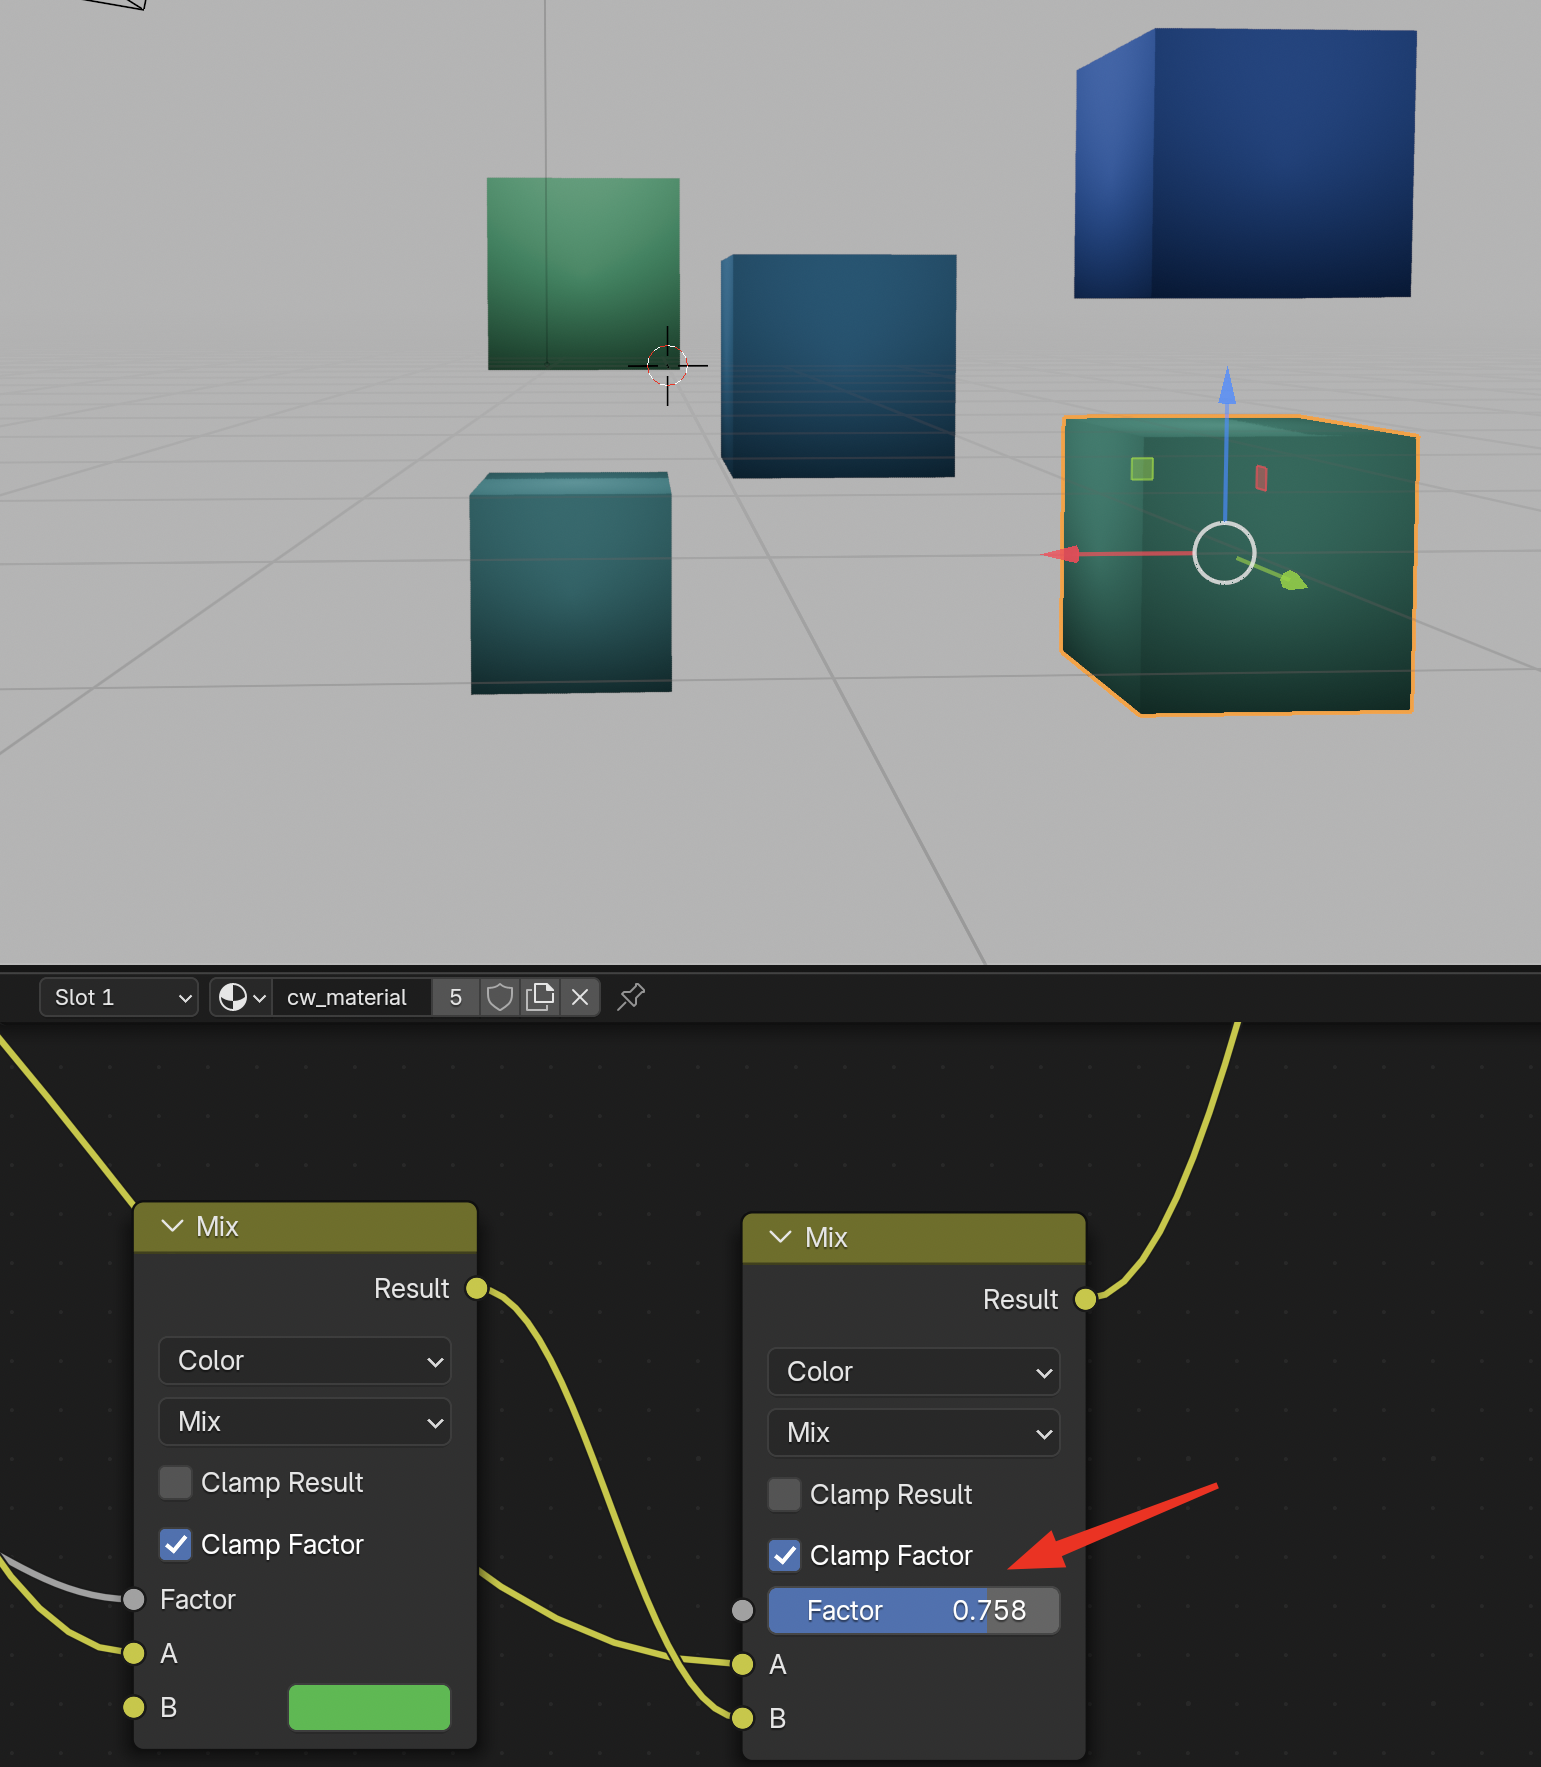 Slot 1
cw_material
5
Mix
Result
Color
Mix
Clamp Result
Clamp Factor
Factor
A
B
Mix
Result
Color
Mix
Clamp Result
Clamp Factor
Factor 0.758
A
B